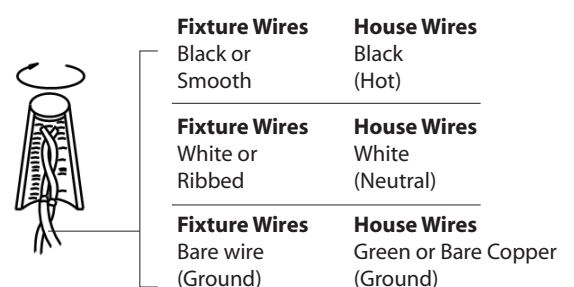 Fixture Wires House Wires
Black or Black
Smooth (Hot)
Fixture Wires House Wires
White or White
Ribbed (Neutral)
Fixture Wires House Wires
Bare wire Green or Bare Copper
(Ground) (Ground)